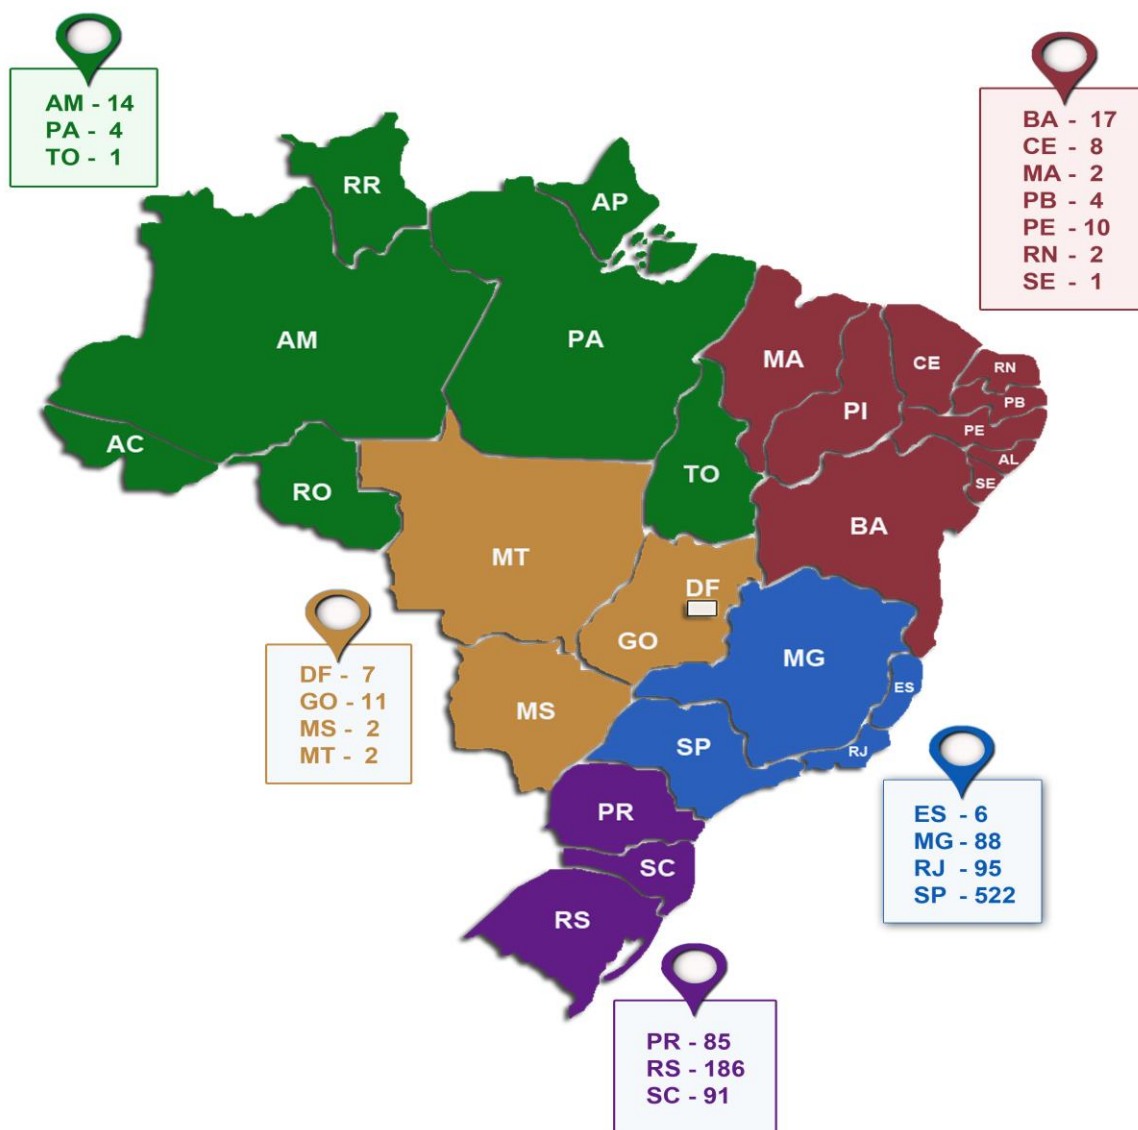 AM - 14
PA - 4
TO - 1
BA - 17
CE - 8
MA - 2
PB - 4
PE - 10
RN - 2
SE - 1
RR
AP
AM
PA
MA
CE
RN
PI
PB
PE
AC
AL
TO
SE
RO
BA
MT
DF
GO
MG
ES
MS
SP
RJ
DF - 7
GO - 11
MS - 2
MT - 2
PR
SC
RS
ES - 6
MG - 88
RJ - 95
SP - 522
PR - 85
RS - 186
SC - 91